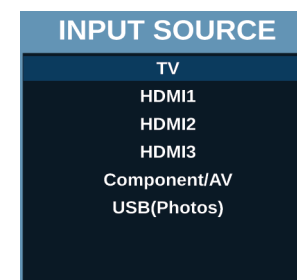 INPUT SOURCE
TV
HDMI1
HDMI2
HDMI3
Component/AV
USB(Photos)